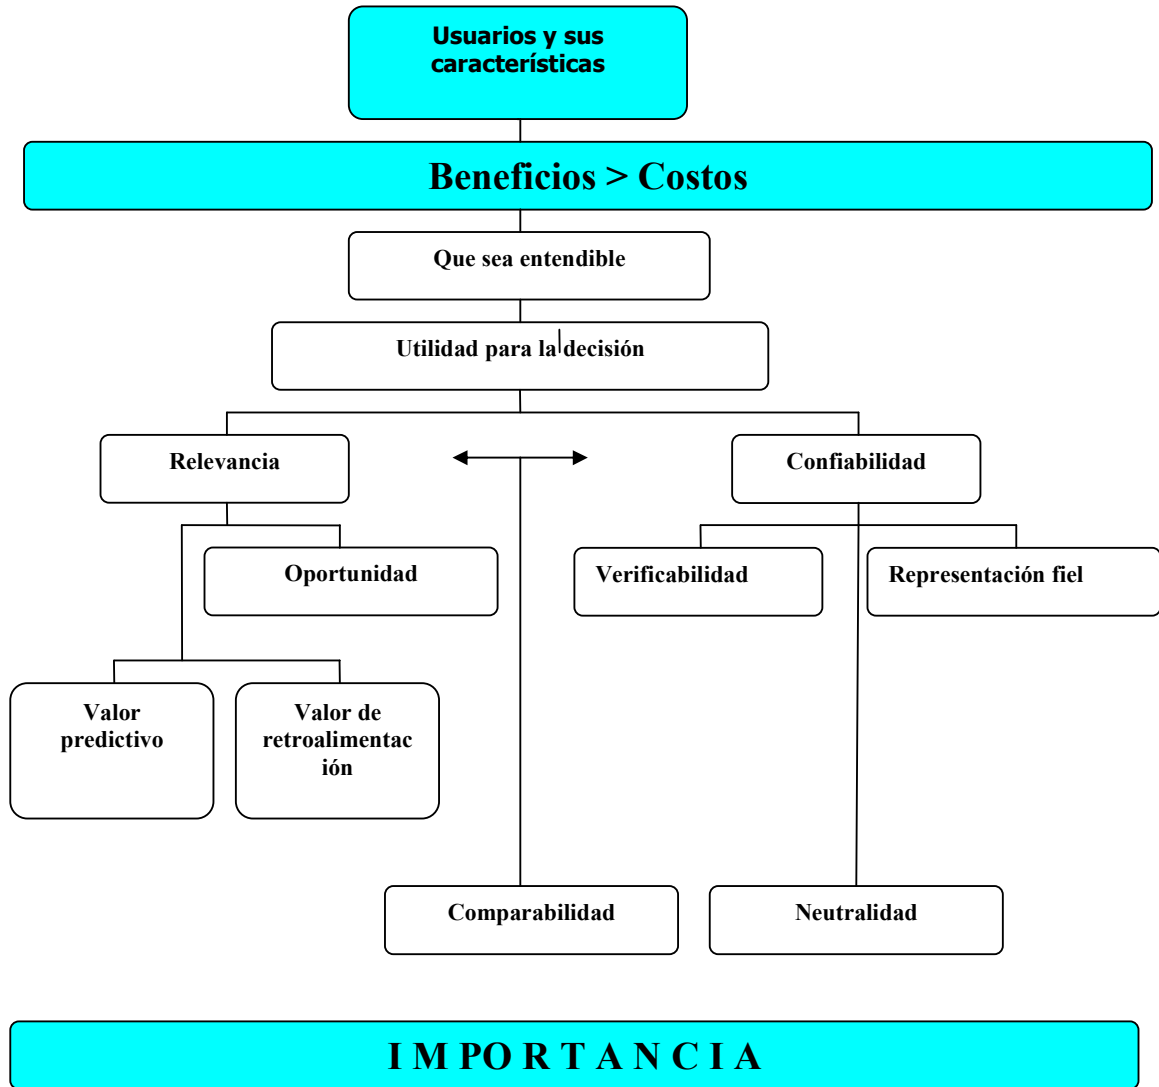 Usuarios y sus
características
Beneficios > Costos
Que sea entendible
Utilidad para la decisión
Relevancia
Confiabilidad
Oportunidad
Verificabilidad
Representación fiel
Valor
predictivo
Valor de
retroalimentac
ión
Comparabilidad
Neutralidad
I M PO R T A N C I A